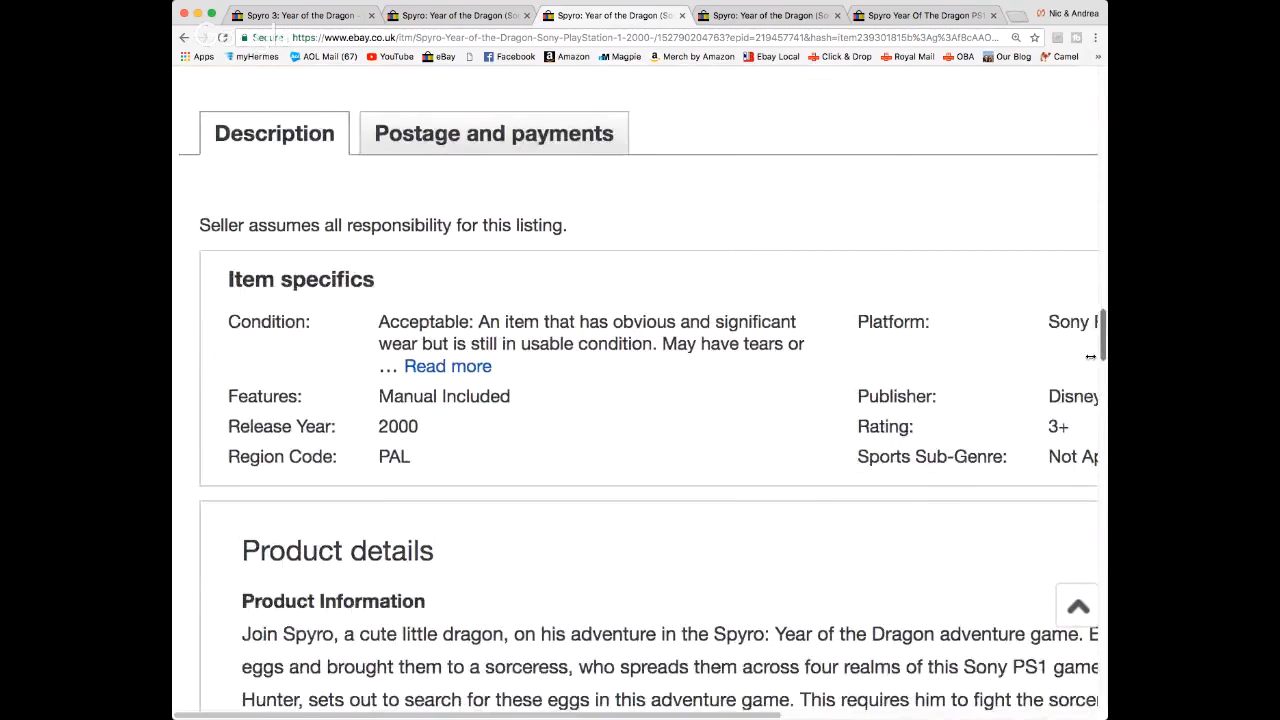 Spyro 3: Year of the Dragon
Spyro: Year of the Dragon (So
Spyro: Year of the Dragon (So
Spyro: Year of the Dragon (So
Spyro Year Of The Dragon PS
Nic & Andrea
Secure https://www.ebay.co.uk/itm/Spyro-Year-of-the-Dragon-Sony-PlayStation-1-2000-/152790204763?epid=219457741&hash=item239301815b%3Ag%3Af8cAAO...
Apps myHermes AOL Mail (67) YouTube eBay Facebook Amazon Magpie Merch by Amazon Ebay Local Click & Drop Royal Mail OBA Our Blog Camel »
Description
Postage and payments
Seller assumes all responsibility for this listing.
Item specifics
Condition: Acceptable: An item that has obvious and significant
wear but is still in usable condition. May have tears or
... Read more
Platform: Sony
Features: Manual Included
Publisher: Disney
Release Year: 2000
Rating: 3+
Region Code: PAL
Sports Sub-Genre: Not Ap
Product details
Product Information
Join Spyro, a cute little dragon, on his adventure in the Spyro: Year of the Dragon adventure game.
eggs and brought them to a sorceress, who spreads them across four realms of this Sony PS1 game
Hunter, sets out to search for these eggs in this adventure game. This requires him to fight the sorce